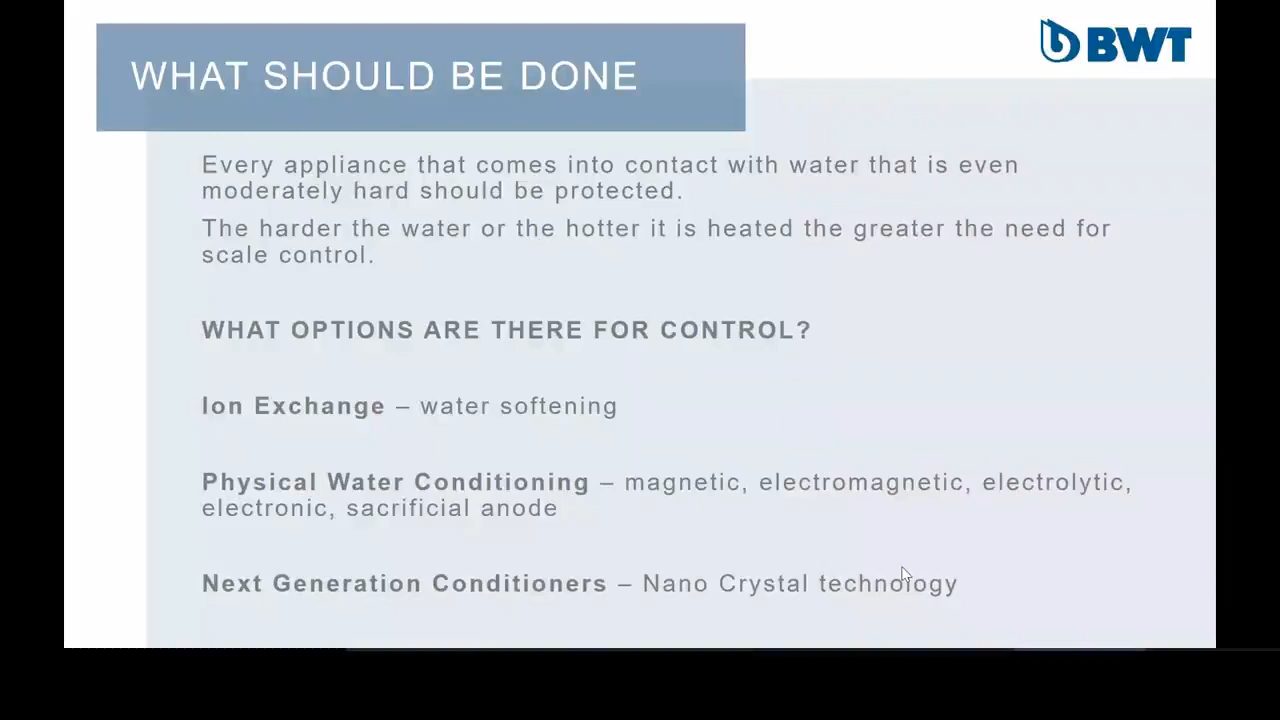 WHAT SHOULD BE DONE
BWT
Every appliance that comes into contact with water that is even
moderately hard should be protected.
The harder the water or the hotter it is heated the greater the need for
scale control.
WHAT OPTIONS ARE THERE FOR CONTROL?
Ion Exchange – water softening
Physical Water Conditioning – magnetic, electromagnetic, electrolytic,
electronic, sacrificial anode
Next Generation Conditioners – Nano Crystal technology